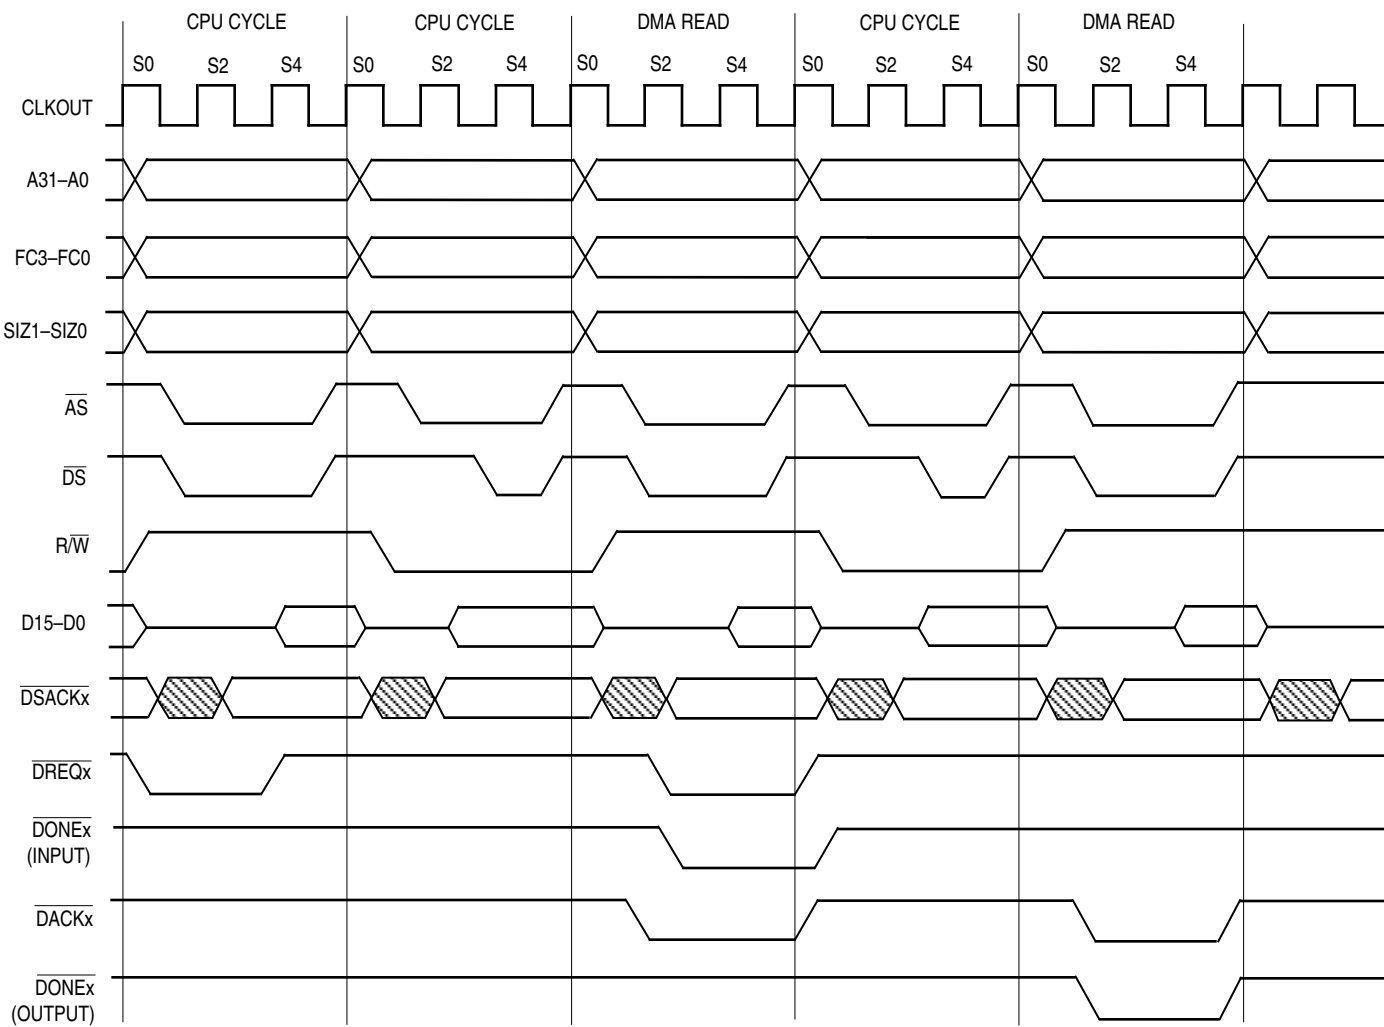 CPU CYCLE CPU CYCLE DMA READ CPU CYCLE DMA READ
S0 S2 S4 S0 S2 S4 S0 S2 S4 S0 S2 S4 S0 S2 S4
CLKOUT
A31–A0
FC3–FC0
SIZ1–SIZ0
AS
DS
R/W
D15–D0
DSACKx
DREQx
DONEx
(INPUT)
DACKx
DONEx
(OUTPUT)